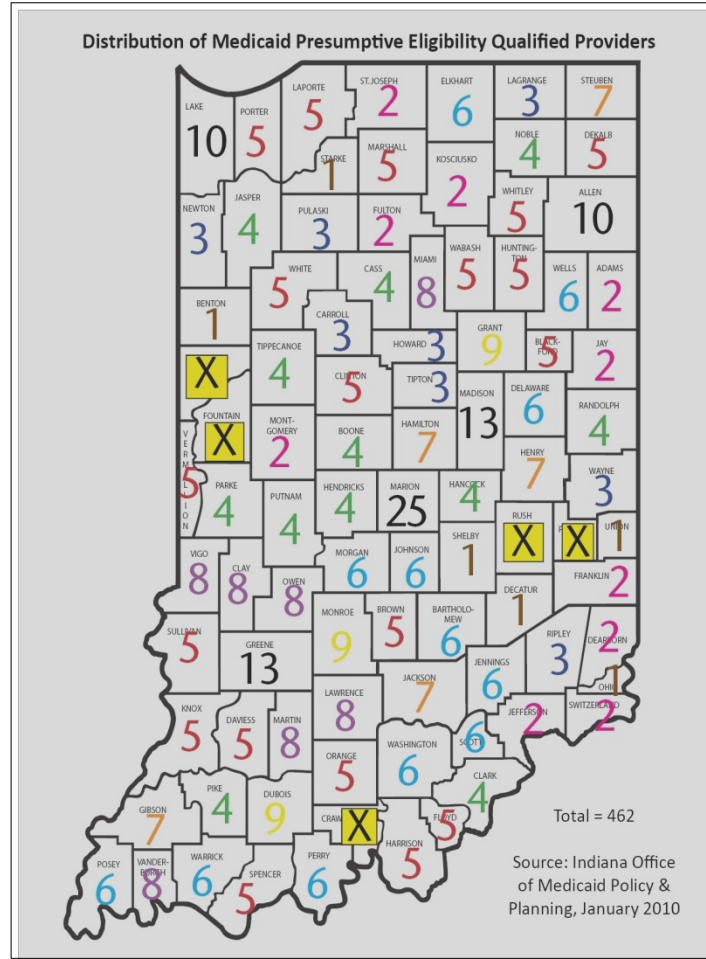 Distribution of Medicaid Presumptive Eligibility Qualified Providers
LAKE
10
PORTER
5
LAPORTE
5
ST. JOSEPH
2
ELKHART
6
LAGRANGE
3
STEUBEN
7
STARKE
1
MARSHALL
5
KOSCIUSKO
2
NOBLE
4
DEKALB
5
NEWTON
3
JASPER
4
PULASKI
3
FULTON
2
WHITLEY
5
ALLEN
10
BENTON
1
WHITE
5
CASS
4
MIAMI
8
WABASH
5
HUNTING-
TON
5
WELLS
6
ADAMS
2
CARROLL
3
HOWARD
3
GRANT
9
BLACK-
FORD
5
JAY
2
X
TIPPECANOE
4
CLINTON
5
TIPTON
3
MADISON
13
DELAWARE
6
RANDOLPH
4
FOUNTAIN
X
MONT-
GOMERY
2
BOONE
4
HAMILTON
7
HENRY
7
WAYNE
3
VERMILLION
5
PARKE
4
PUTNAM
4
HENDRICKS
4
MARION
25
HANCOCK
4
RUSH
X
X
UNION
1
VIGO
8
CLAY
8
OWEN
8
MORGAN
6
JOHNSON
6
SHELBY
1
DECATUR
1
FRANKLIN
2
SULLIVAN
5
GREENE
13
MONROE
9
BROWN
5
BARTHOLO-
MEW
6
JENNINGS
6
RIPLEY
3
DEARBORN
2
OHIO
1
KNOX
5
DAVIESS
5
MARTIN
8
LAWRENCE
8
JACKSON
7
SCOTT
6
JEFFERSON
2
SWITZERLAND
2
ORANGE
5
WASHINGTON
6
CLARK
4
GIBSON
7
PIKE
4
DUBOIS
9
CRAW
X
FLOYD
5
HARRISON
5
POSEY
6
VANDER-
BURGH
8
WARRICK
6
SPENCER
5
PERRY
6
Total = 462
Source: Indiana Office
of Medicaid Policy &
Planning, January 2010